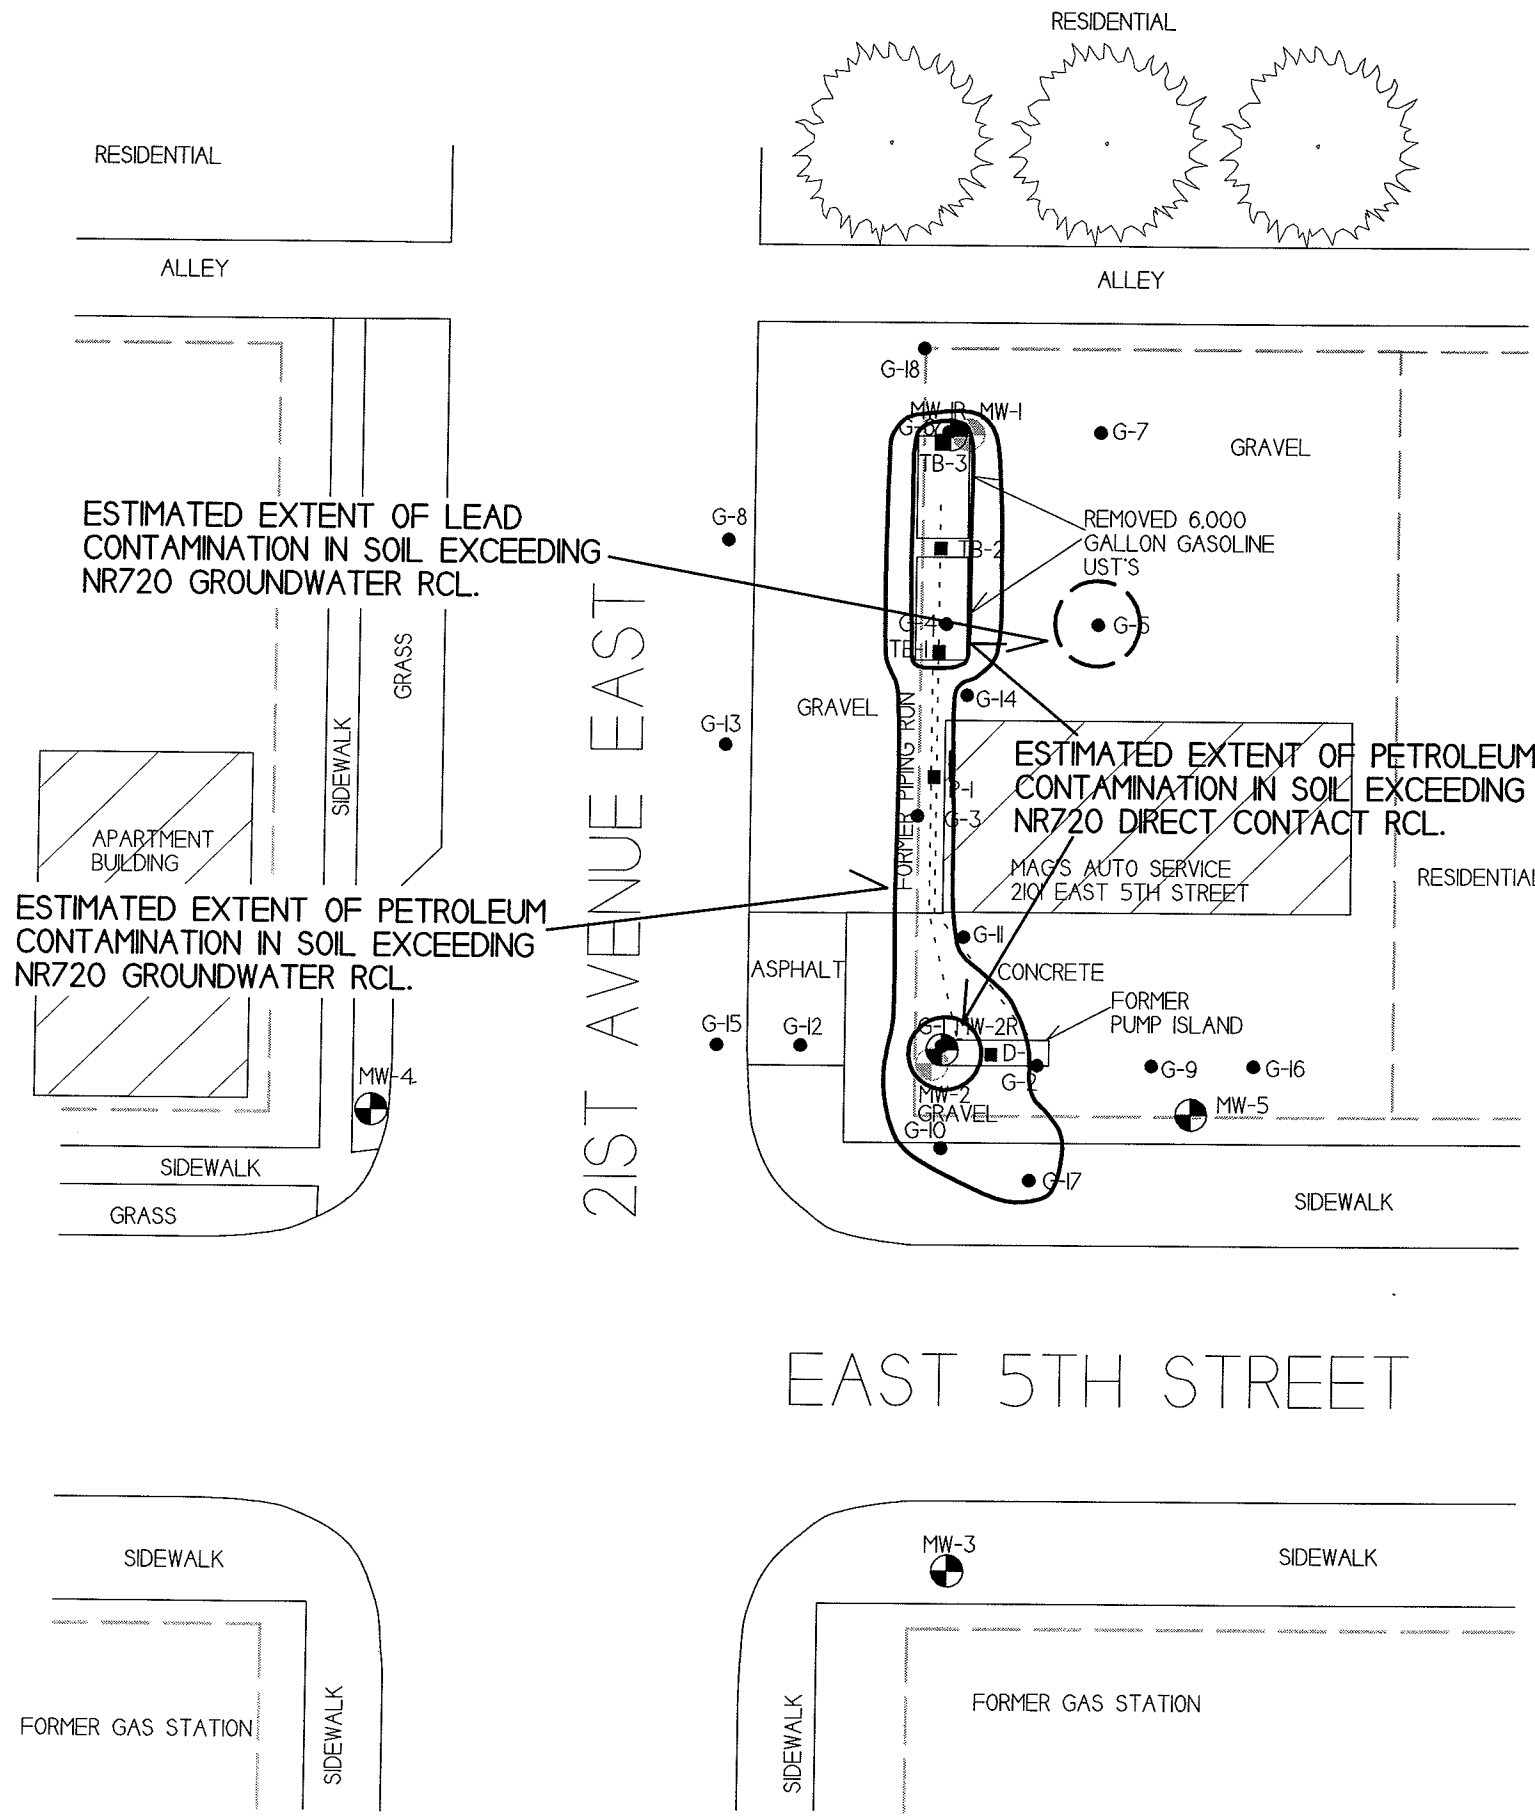 RESIDENTIAL
RESIDENTIAL
ALLEY
ALLEY
G-18
MW-1R MW-1
G-6
G-7
GRAVEL
TB-3
ESTIMATED EXTENT OF LEAD
CONTAMINATION IN SOIL EXCEEDING
NR720 GROUNDWATER RCL.
G-8
REMOVED 6,000
GALLON GASOLINE
UST'S
TB-2
G-4
G-5
TB-1
GRASS
SIDEWALK
21ST AVENUE EAST
GRAVEL
G-14
G-13
FORMER PIPING RUN
ESTIMATED EXTENT OF PETROLEUM
CONTAMINATION IN SOIL EXCEEDING
NR720 DIRECT CONTACT RCL.
P-1
G-3
APARTMENT
BUILDING
MAG'S AUTO SERVICE
2101 EAST 5TH STREET
RESIDENTIAL
ESTIMATED EXTENT OF PETROLEUM
CONTAMINATION IN SOIL EXCEEDING
NR720 GROUNDWATER RCL.
G-11
ASPHALT
CONCRETE
FORMER
PUMP ISLAND
G-15
G-12
G-1 MW-2R
G-2
G-9
G-16
MW-4
MW-2
GRAVEL
MW-5
G-10
SIDEWALK
G-17
GRASS
SIDEWALK
EAST 5TH STREET
MW-3
SIDEWALK
SIDEWALK
FORMER GAS STATION
SIDEWALK
SIDEWALK
FORMER GAS STATION